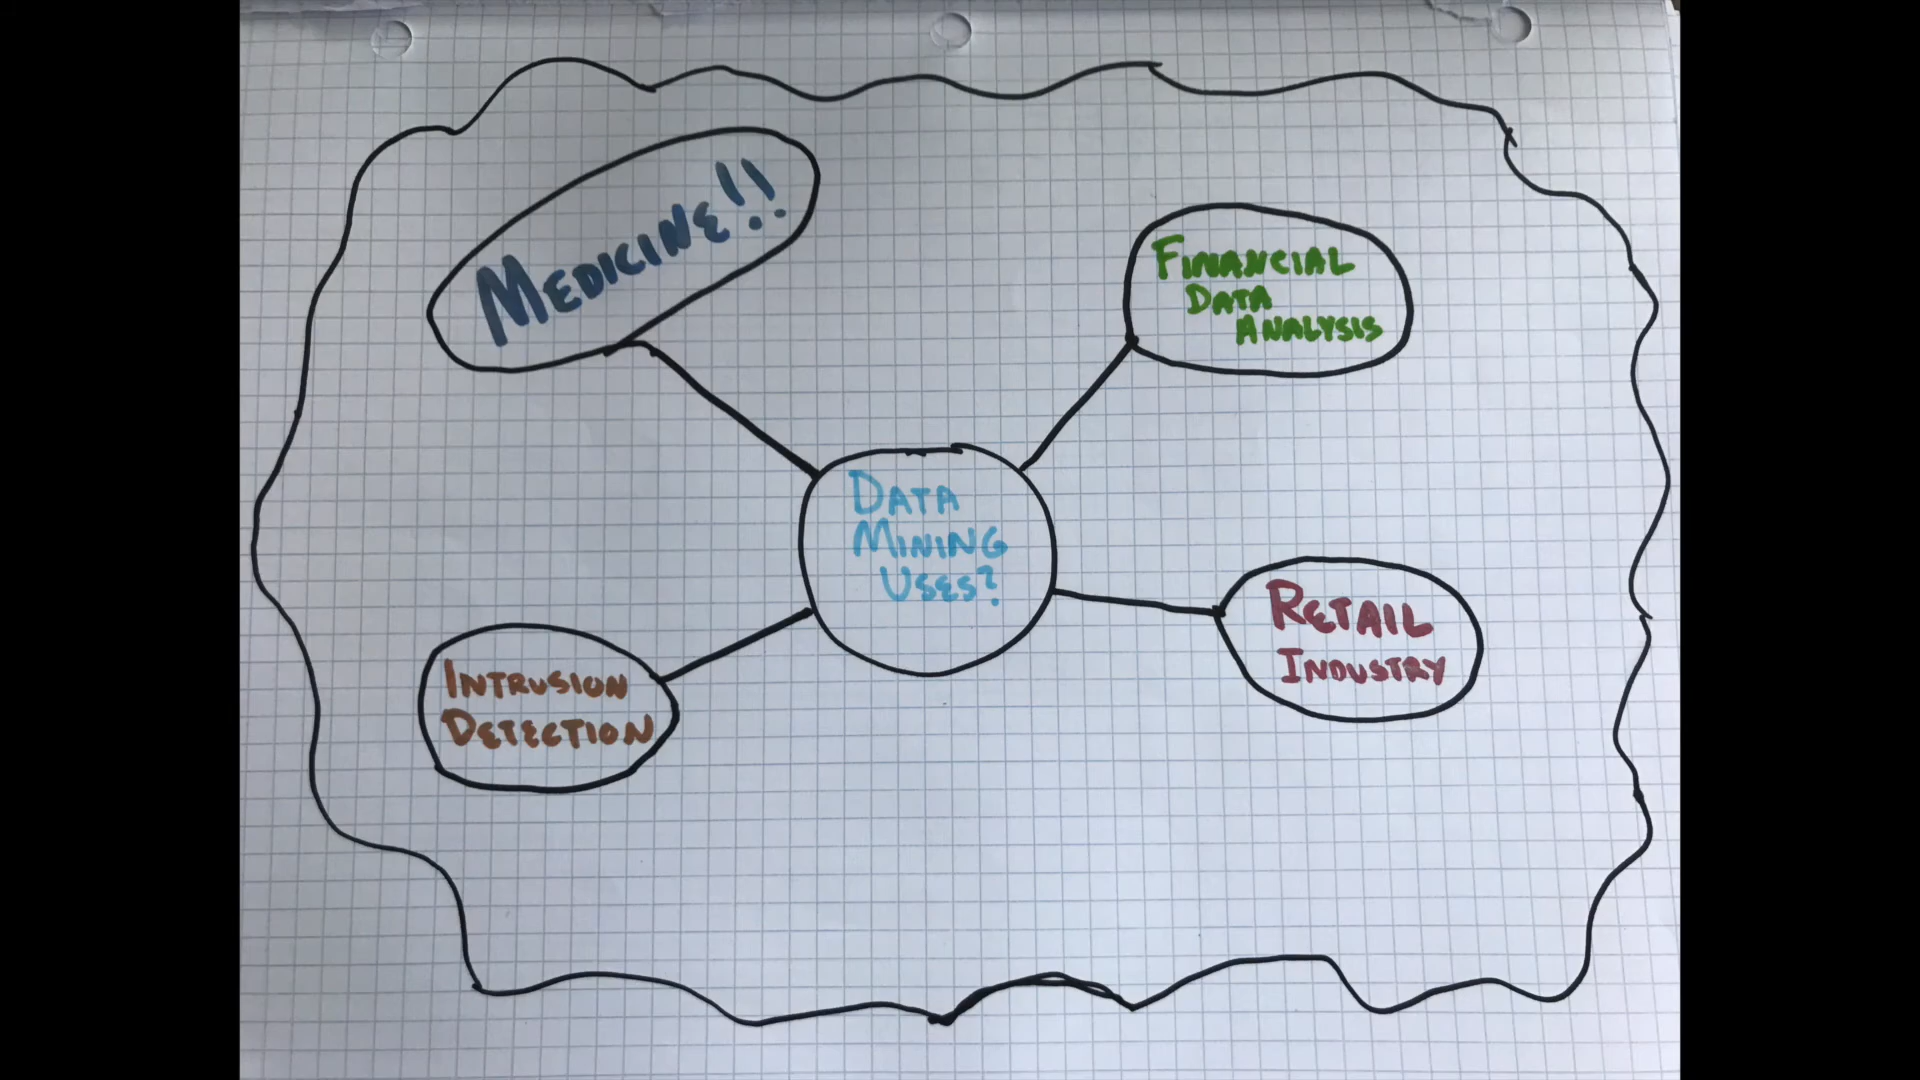 MEDICINE!!
FINANCIAL
DATA
ANALYSIS
DATA
MINING
USES?
RETAIL
INDUSTRY
INTRUSION
DETECTION